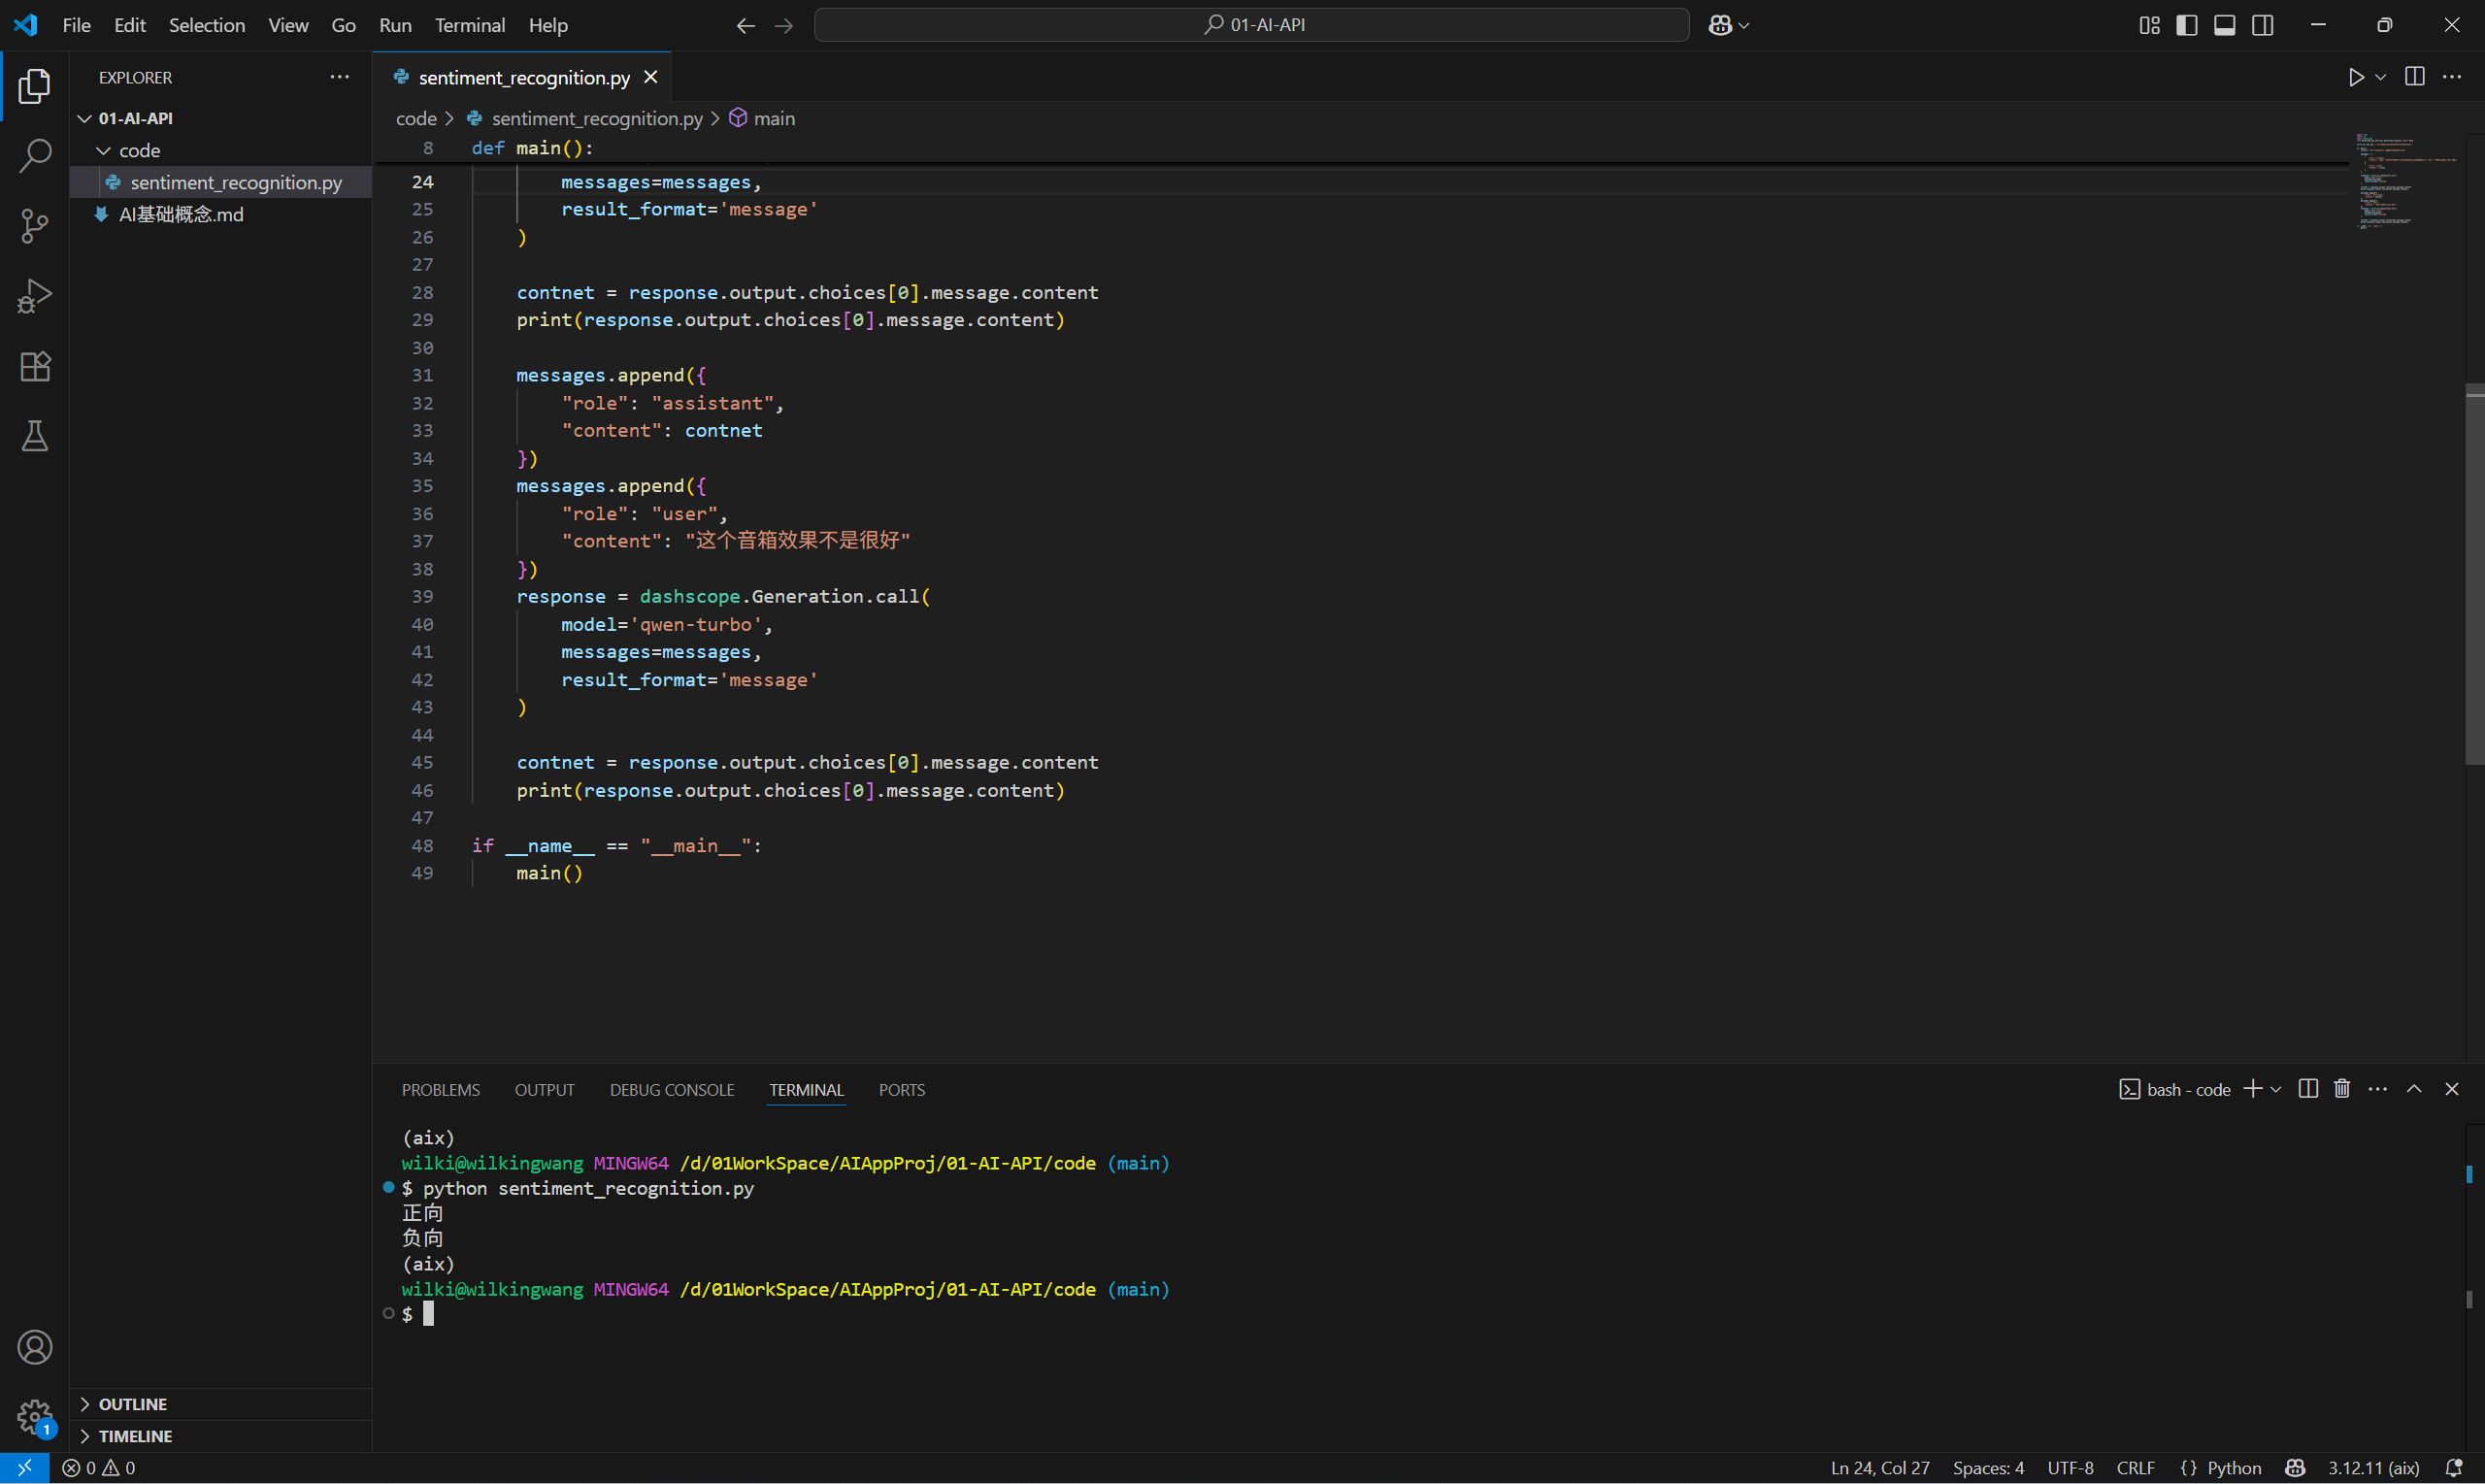 File Edit Selection View Go Run Terminal Help
01-AI-API
EXPLORER
01-AI-API
code
sentiment_recognition.py
AI基础概念.md
OUTLINE
TIMELINE
sentiment_recognition.py
code > sentiment_recognition.py > main
8 def main():
24 messages=messages,
25 result_format='message'
26 )
27
28 contnet = response.output.choices[0].message.content
29 print(response.output.choices[0].message.content)
30
31 messages.append({
32 "role": "assistant",
33 "content": contnet
34 })
35 messages.append({
36 "role": "user",
37 "content": "这个音箱效果不是很好"
38 })
39 response = dashscope.Generation.call(
40 model='qwen-turbo',
41 messages=messages,
42 result_format='message'
43 )
44
45 contnet = response.output.choices[0].message.content
46 print(response.output.choices[0].message.content)
47
48 if __name__ == "__main__":
49 main()
PROBLEMS OUTPUT DEBUG CONSOLE TERMINAL PORTS
bash - code
(aix)
wilki@wilkingwang MINGW64 /d/01WorkSpace/AIAppProj/01-AI-API/code (main)
$ python sentiment_recognition.py
正向
负向
(aix)
wilki@wilkingwang MINGW64 /d/01WorkSpace/AIAppProj/01-AI-API/code (main)
$
1
0 0
Ln 24, Col 27 Spaces: 4 UTF-8 CRLF {} Python 3.12.11 (aix)